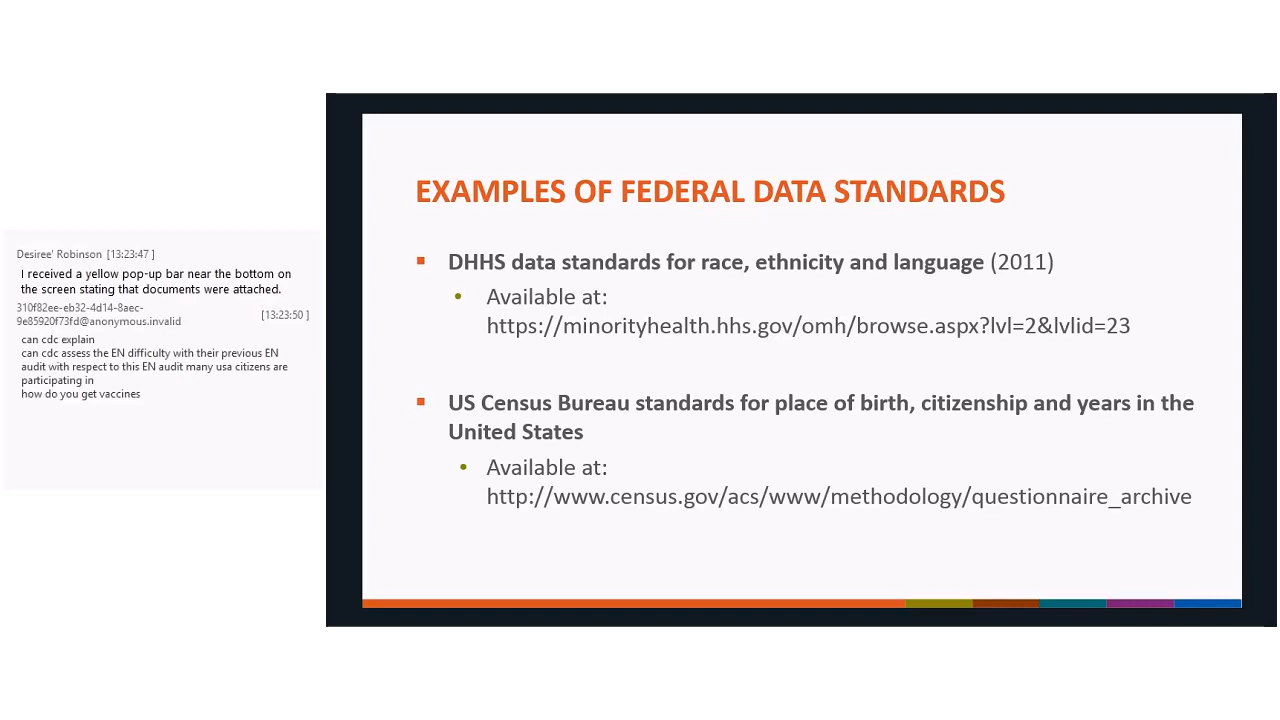 Desiree' Robinson [13:23:47 ]
I received a yellow pop-up bar near the bottom on
the screen stating that documents were attached.
310f82ee-eb32-4d14-8aec-
9e85920f73fd@anonymous.invalid [13:23:50 ]
can cdc explain
can cdc assess the EN difficulty with their previous EN
audit with respect to this EN audit many usa citizens are
participating in
how do you get vaccines
EXAMPLES OF FEDERAL DATA STANDARDS
DHHS data standards for race, ethnicity and language (2011)
Available at:
https://minorityhealth.hhs.gov/omh/browse.aspx?lvl=2&lvlid=23
US Census Bureau standards for place of birth, citizenship and years in the
United States
Available at:
http://www.census.gov/acs/www/methodology/questionnaire_archive